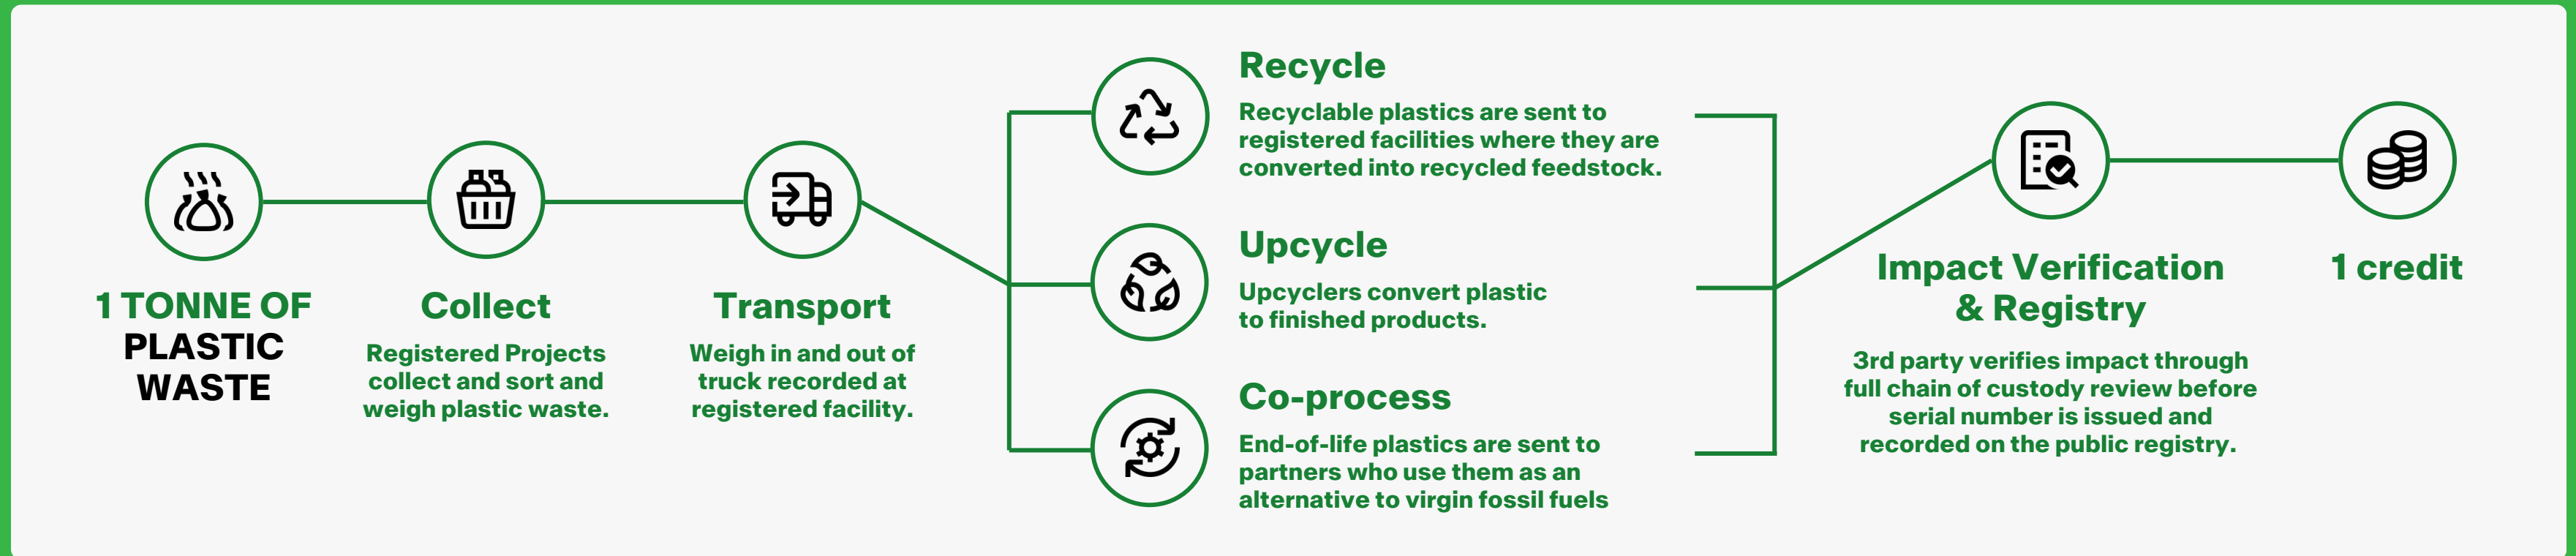 1 TONNE OF
PLASTIC
WASTE
Collect
Registered Projects
collect and sort and
weigh plastic waste.
Transport
Weigh in and out of
truck recorded at
registered facility.
Recycle
Recyclable plastics are sent to
registered facilities where they are
converted into recycled feedstock.
Upcycle
Upcyclers convert plastic
to finished products.
Co-process
End-of-life plastics are sent to
partners who use them as an
alternative to virgin fossil fuels
Impact Verification
& Registry
3rd party verifies impact through
full chain of custody review before
serial number is issued and
recorded on the public registry.
1 credit